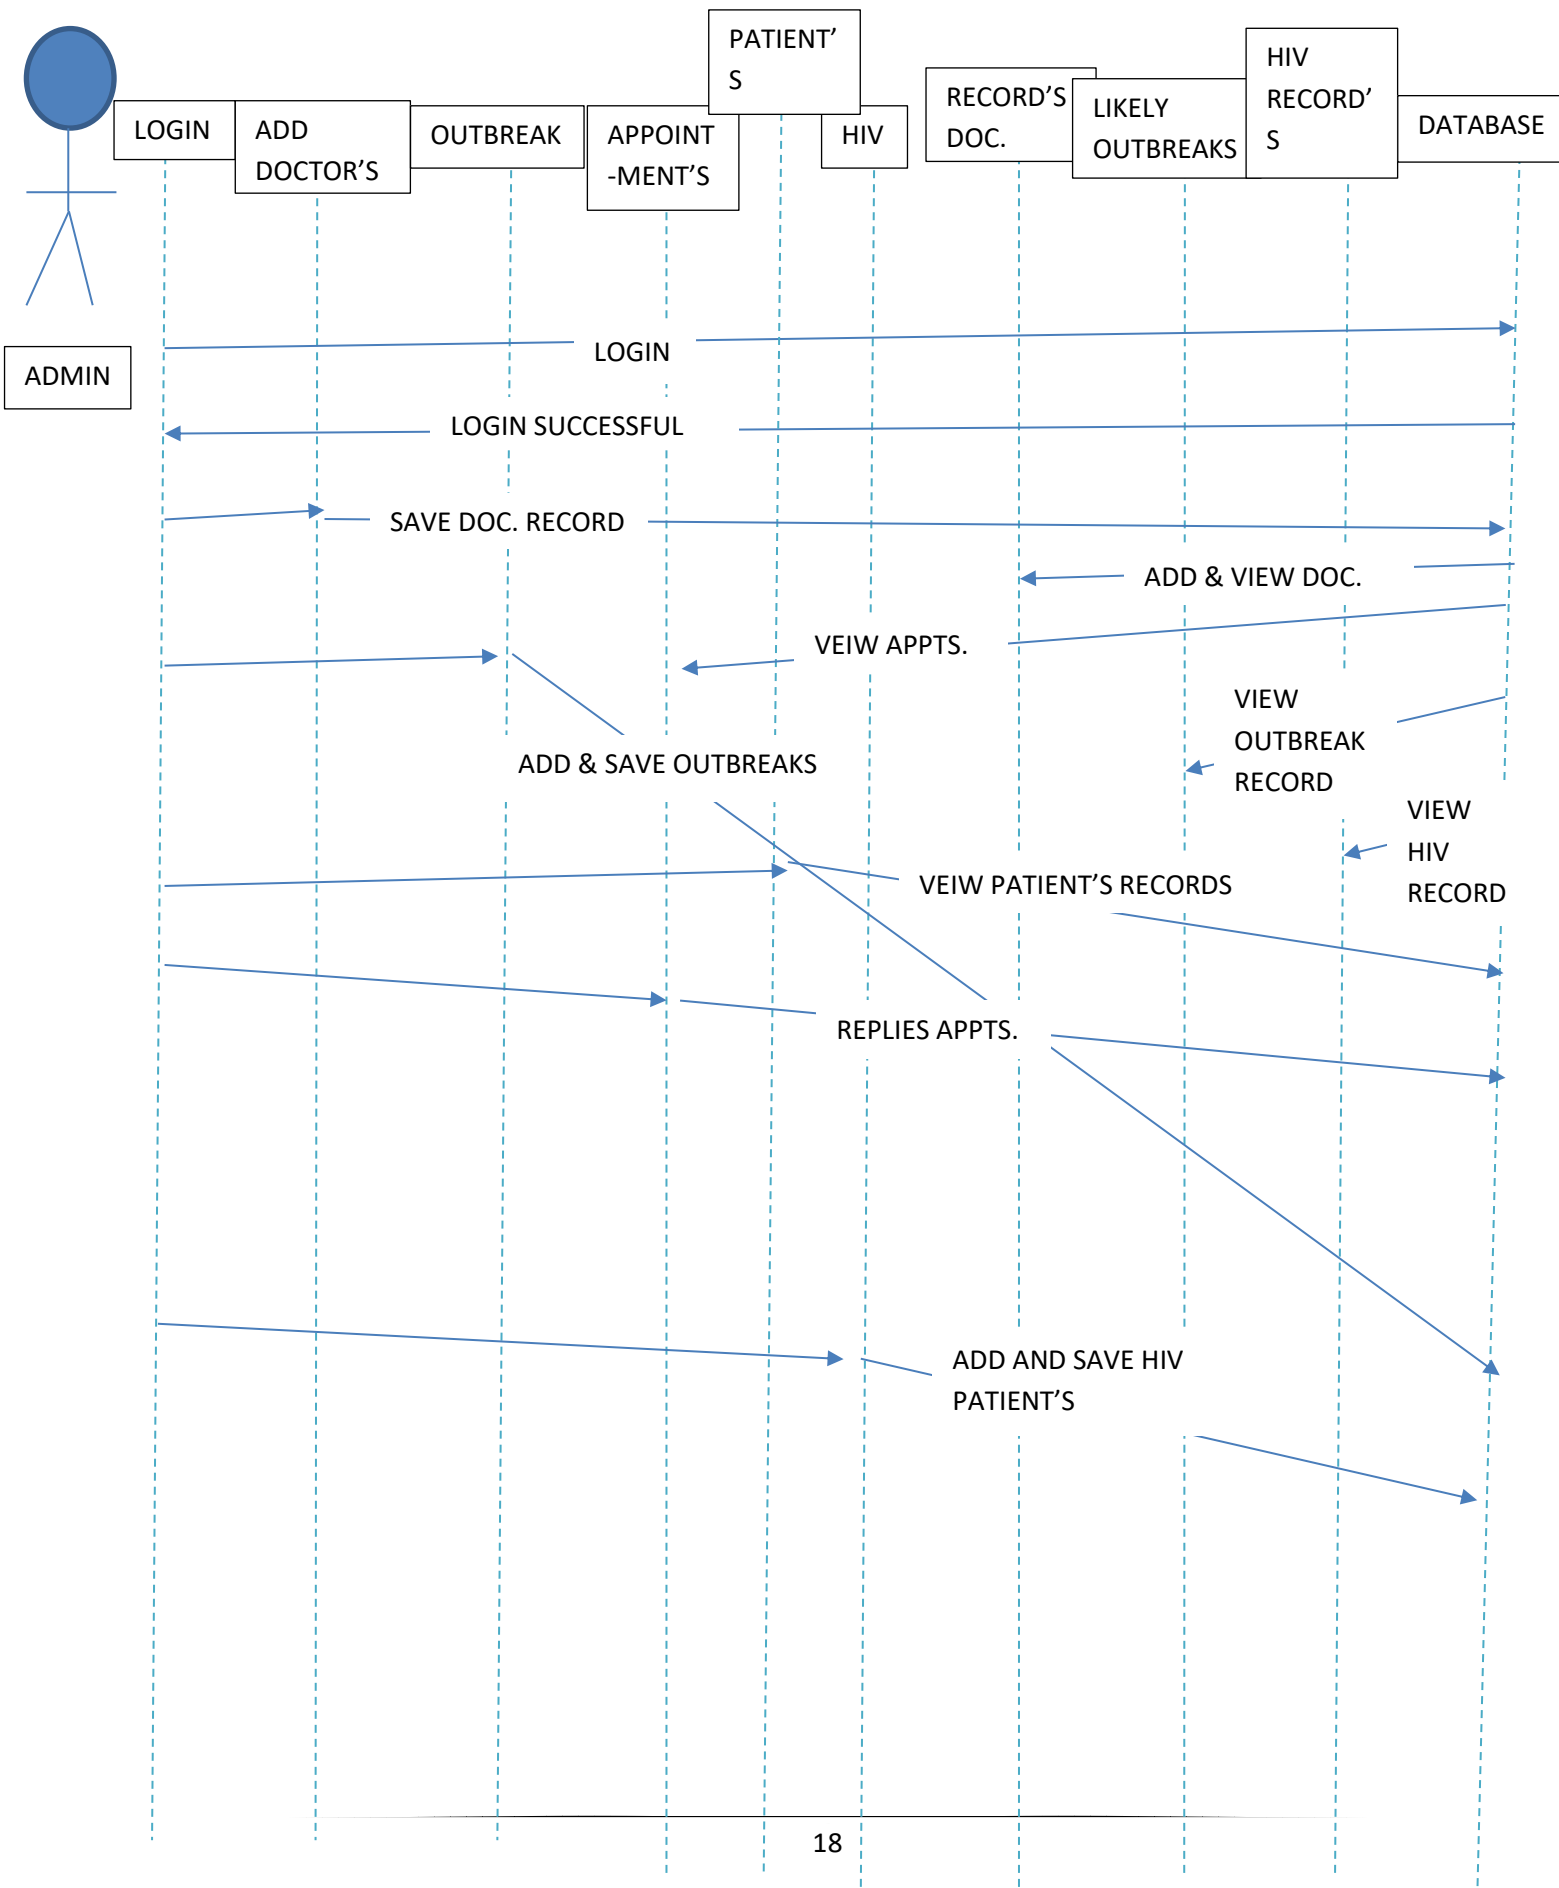 PATIENT’
S
HIV
RECORD’
S
RECORD’S
DOC.
LIKELY
OUTBREAKS
LOGIN
ADD
DOCTOR’S
OUTBREAK
APPOINT
-MENT’S
HIV
DATABASE
ADMIN
LOGIN
LOGIN SUCCESSFUL
SAVE DOC. RECORD
ADD & VIEW DOC.
VEIW APPTS.
VIEW
OUTBREAK
RECORD
ADD & SAVE OUTBREAKS
VIEW
HIV
RECORD
VEIW PATIENT’S RECORDS
REPLIES APPTS.
ADD AND SAVE HIV
PATIENT’S
18